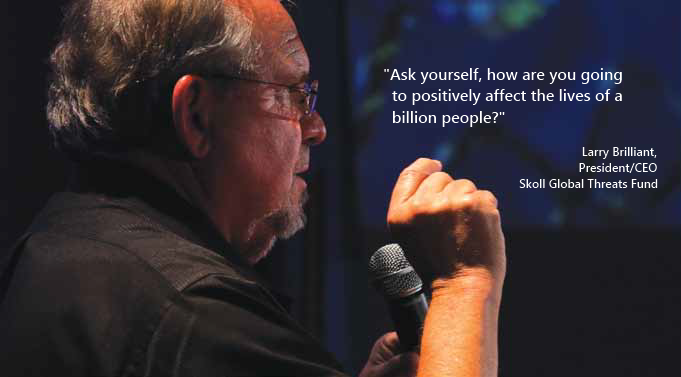 "Ask yourself, how are you going
to positively affect the lives of a
billion people?"
Larry Brilliant,
President/CEO
Skoll Global Threats Fund